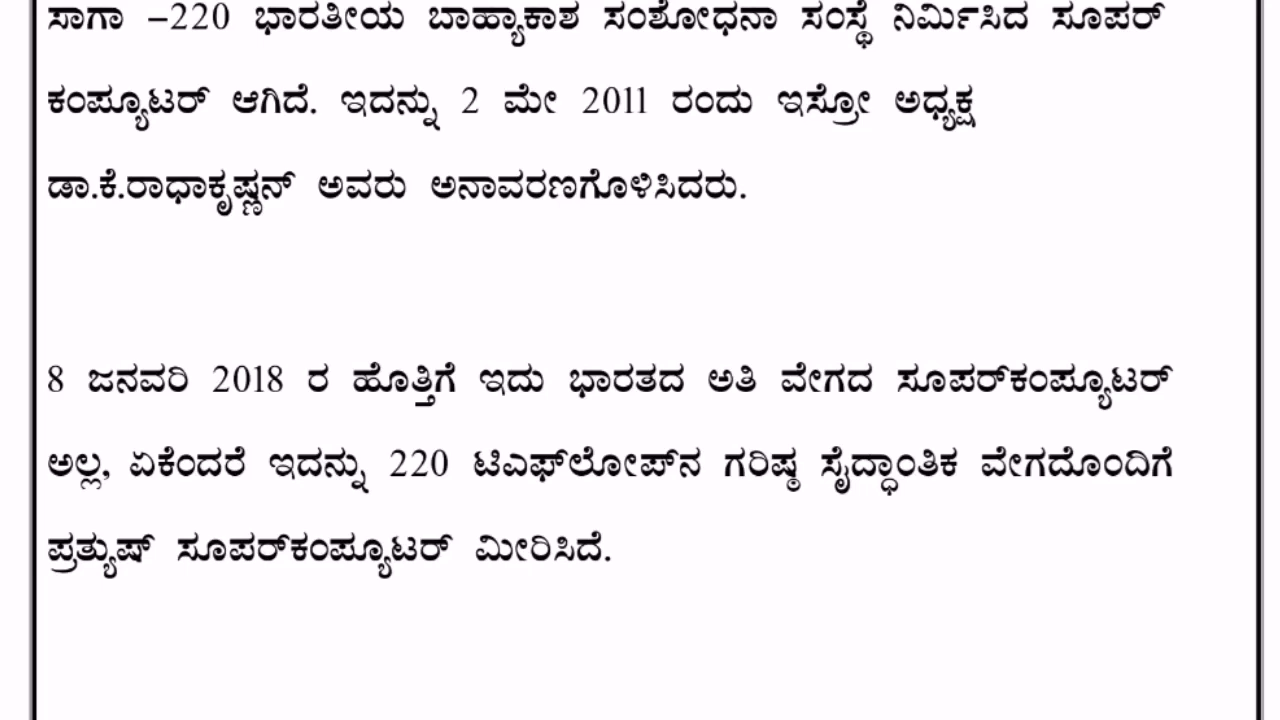 ಸಾಗಾ –220 ಭಾರತೀಯ ಬಾಹ್ಯಾಕಾಶ ಸಂಶೋಧನಾ ಸಂಸ್ಥೆ ನಿರ್ಮಿಸಿದ ಸೂಪರ್
ಕಂಪ್ಯೂಟರ್ ಆಗಿದೆ. ಇದನ್ನು 2 ಮೇ 2011 ರಂದು ಇಸ್ರೋ ಅಧ್ಯಕ್ಷ
ಡಾ.ಕೆ.ರಾಧಾಕೃಷ್ಣನ್ ಅವರು ಅನಾವರಣಗೊಳಿಸಿದರು.
8 ಜನವರಿ 2018 ರ ಹೊತ್ತಿಗೆ ಇದು ಭಾರತದ ಅತಿ ವೇಗದ ಸೂಪರ್‌ಕಂಪ್ಯೂಟರ್
ಅಲ್ಲ, ಏಕೆಂದರೆ ಇದನ್ನು 220 ಟಿಎಫ್‌ಲೋಪ್‌ನ ಗರಿಷ್ಠ ಸೈದ್ಧಾಂತಿಕ ವೇಗದೊಂದಿಗೆ
ಪ್ರತ್ಯುಷ್ ಸೂಪರ್‌ಕಂಪ್ಯೂಟರ್ ಮೀರಿಸಿದೆ.